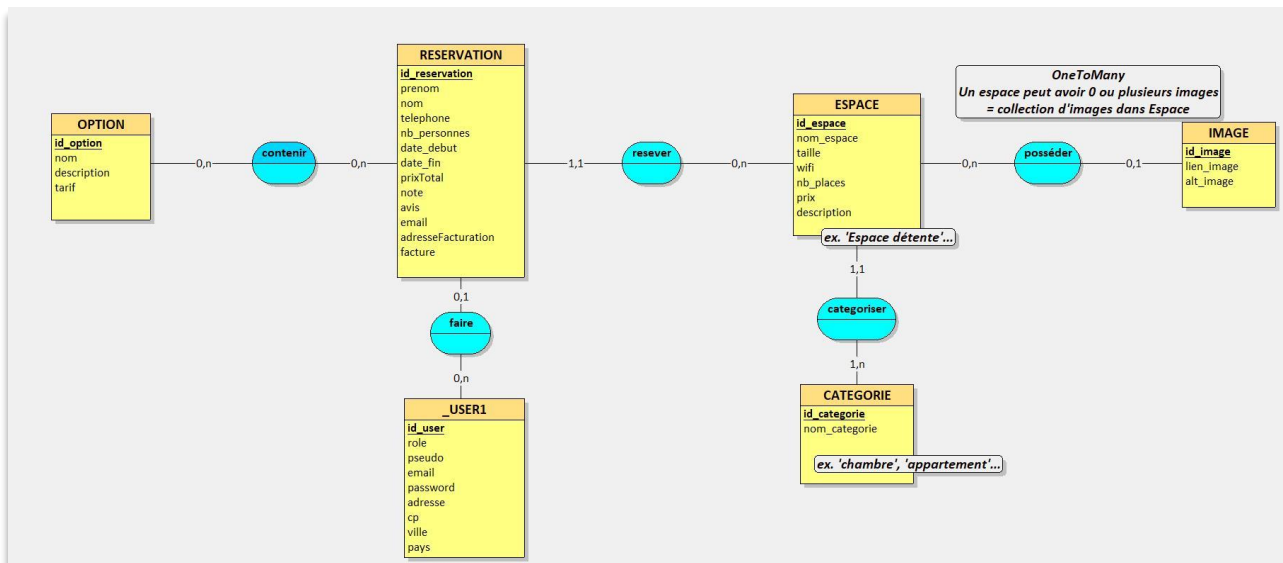 OPTION
id_option
nom
description
tarif
0,n
contenir
0,n
RESERVATION
id_reservation
prenom
nom
telephone
nb_personnes
date_debut
date_fin
prixTotal
note
avis
email
adresseFacturation
facture
1,1
resever
0,n
ESPACE
id_espace
nom_espace
taille
wifi
nb_places
prix
description
ex. 'Espace détente'...
0,n
posséder
0,1
OneToMany
Un espace peut avoir 0 ou plusieurs images
= collection d'images dans Espace
IMAGE
id_image
lien_image
alt_image
0,1
faire
0,n
_USER1
id_user
role
pseudo
email
password
adresse
cp
ville
pays
1,1
categoriser
1,n
CATEGORIE
id_categorie
nom_categorie
ex. 'chambre', 'appartement'...